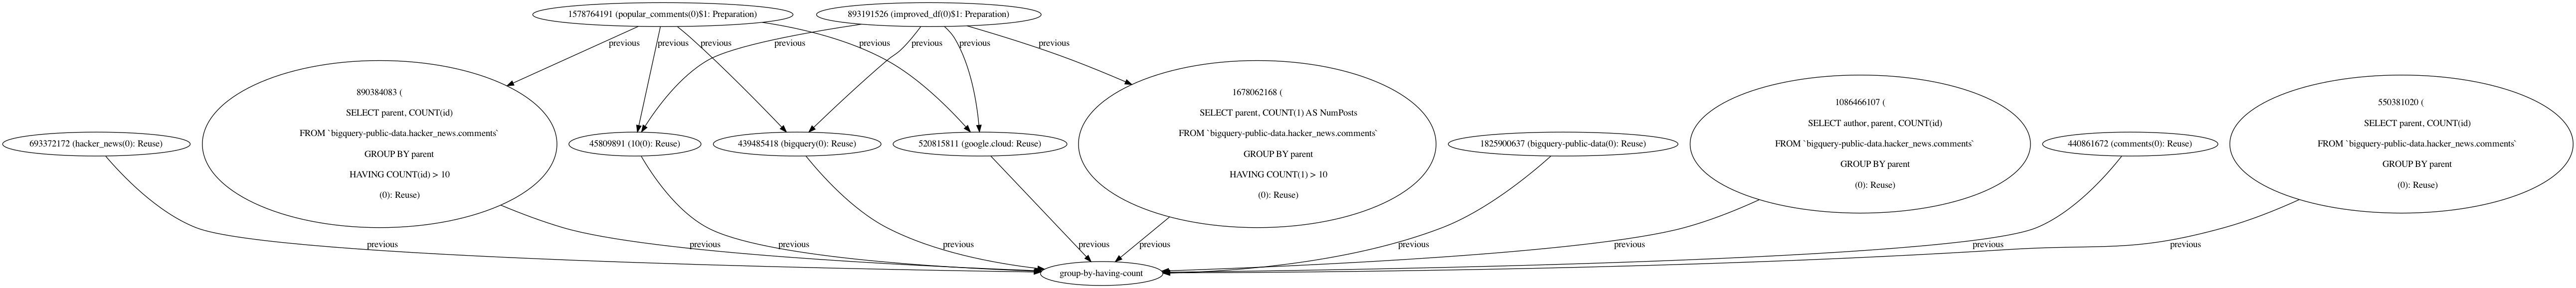 1578764191 (popular_comments(0)$1: Preparation)
893191526 (improved_df(0)$1: Preparation)
previous
previous
previous
previous
previous
previous
previous
previous
693372172 (hacker_news(0): Reuse)
890384083 (
SELECT parent, COUNT(id)
FROM `bigquery-public-data.hacker_news.comments`
GROUP BY parent
HAVING COUNT(id) > 10
(0): Reuse)
45809891 (10(0): Reuse)
439485418 (bigquery(0): Reuse)
520815811 (google.cloud: Reuse)
1678062168 (
SELECT parent, COUNT(1) AS NumPosts
FROM `bigquery-public-data.hacker_news.comments`
GROUP BY parent
HAVING COUNT(1) > 10
(0): Reuse)
1825900637 (bigquery-public-data(0): Reuse)
1086466107 (
SELECT author, parent, COUNT(id)
FROM `bigquery-public-data.hacker_news.comments`
GROUP BY parent
(0): Reuse)
440861672 (comments(0): Reuse)
550381020 (
SELECT parent, COUNT(id)
FROM `bigquery-public-data.hacker_news.comments`
GROUP BY parent
(0): Reuse)
previous
previous
previous
previous
previous
previous
previous
previous
previous
previous
group-by-having-count